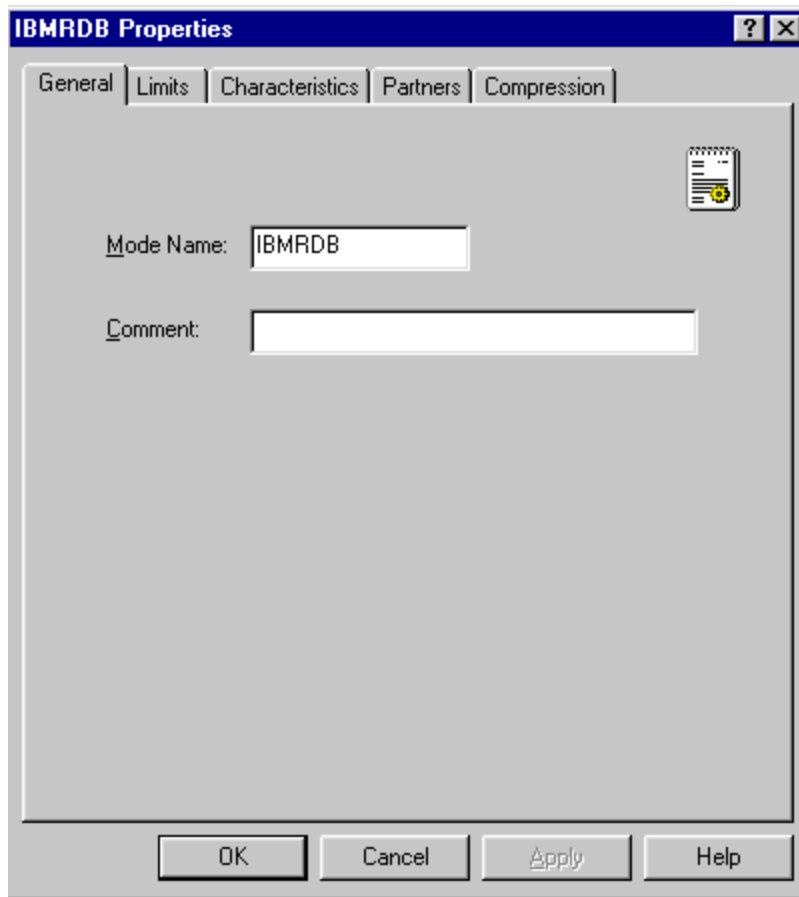 IBMRDB Properties
General Limits Characteristics Partners Compression
Mode Name: IBMRDB
Comment:
OK Cancel Apply Help